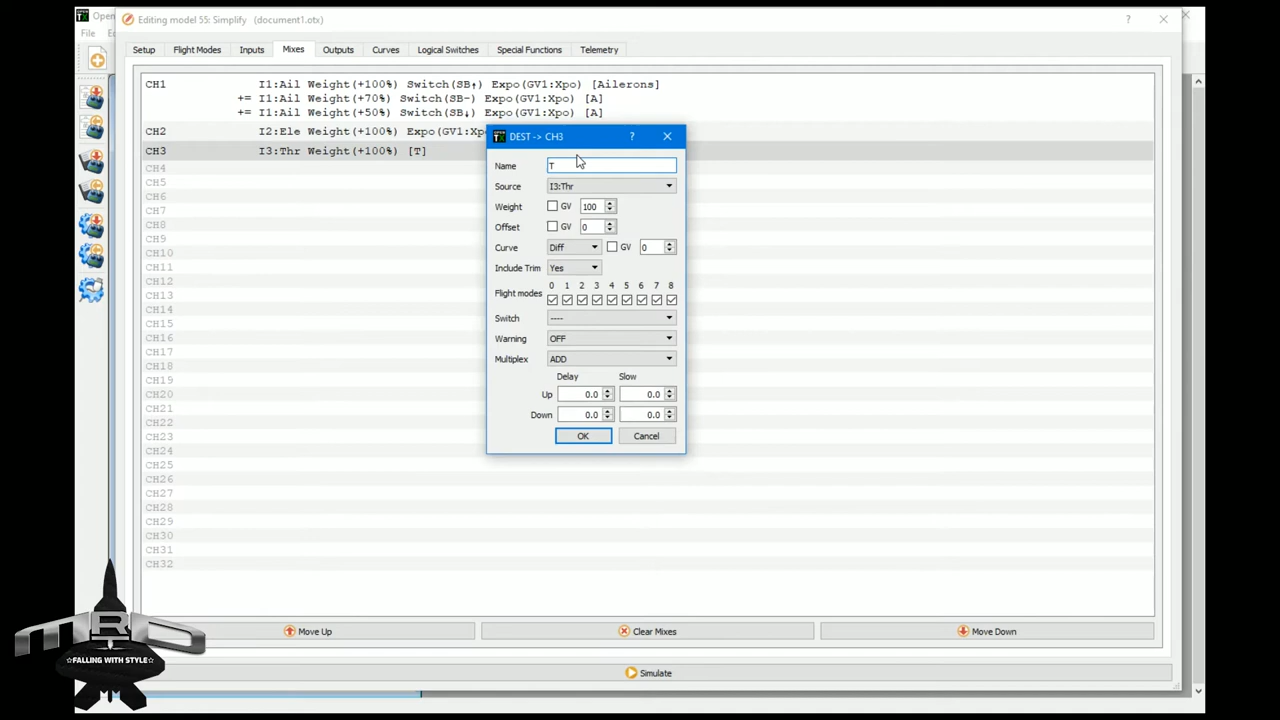 OPEN TX Open
Editing model 55: Simplify (document1.otx)
File
Setup Flight Modes Inputs Mixes Outputs Curves Logical Switches Special Functions Telemetry
CH1 I1:Ail Weight(+100%) Switch(SB↑) Expo(GV1:Xpo) [Ailerons]
+= I1:Ail Weight(+70%) Switch(SB-) Expo(GV1:Xpo) [A]
+= I1:Ail Weight(+50%) Switch(SB↓) Expo(GV1:Xpo) [A]
CH2 I2:Ele Weight(+100%) Expo(GV1:Xp
CH3 I3:Thr Weight(+100%) [T]
CH4
CH5
CH6
CH7
CH8
CH9
CH10
CH11
CH12
CH13
CH14
CH15
CH16
CH17
CH18
CH19
CH20
CH21
CH22
CH23
CH24
CH25
CH26
CH27
CH28
CH29
CH30
CH31
CH32
DEST -> CH3
Name T
Source I3:Thr
Weight GV 100
Offset GV 0
Curve Diff GV 0
Include Trim Yes
0 1 2 3 4 5 6 7 8
Flight modes
Switch ----
Warning OFF
Multiplex ADD
Delay Slow
Up 0.0 0.0
Down 0.0 0.0
OK Cancel
Move Up Clear Mixes Move Down
Simulate
MRD
☆FALLING WITH STYLE☆